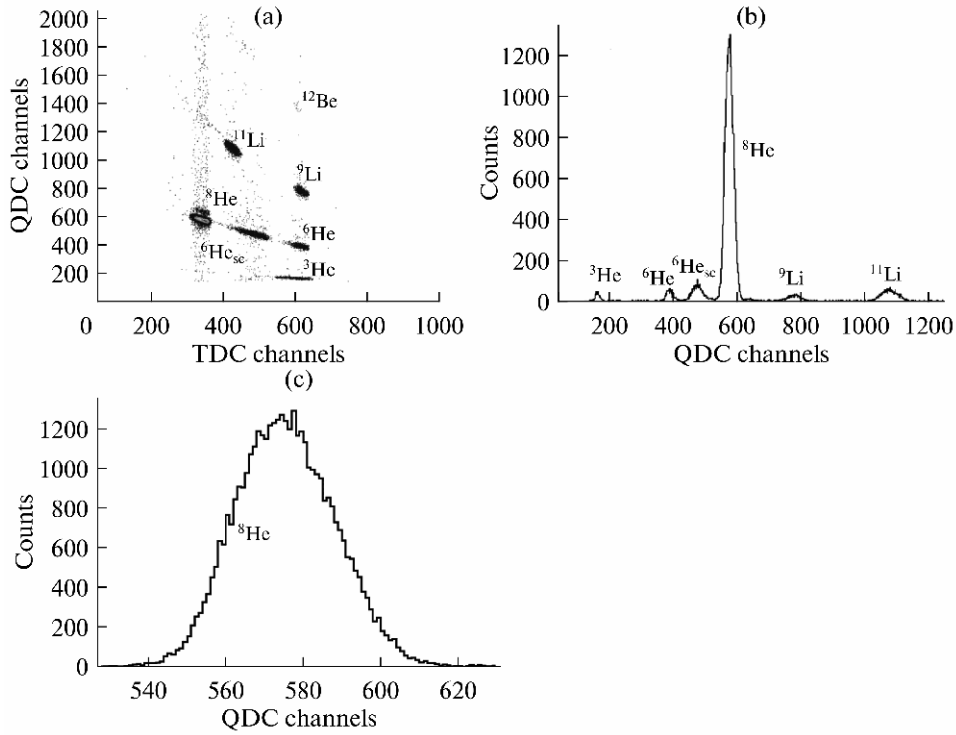 (a)
QDC channels
2000
1800
1600
1400
1200
1000
800
600
400
200
¹²Be
¹¹Li
⁹Li
⁸He
⁶He
⁶Heₛc
³He
0 200 400 600 800 1000
TDC channels
(b)
Counts
1200
1000
800
600
400
200
0
⁸He
³He ⁶He ⁶Heₛc ⁹Li ¹¹Li
200 400 600 800 1000 1200
QDC channels
(c)
Counts
1200
1000
800
600
400
200
0
⁸He
540 560 580 600 620
QDC channels